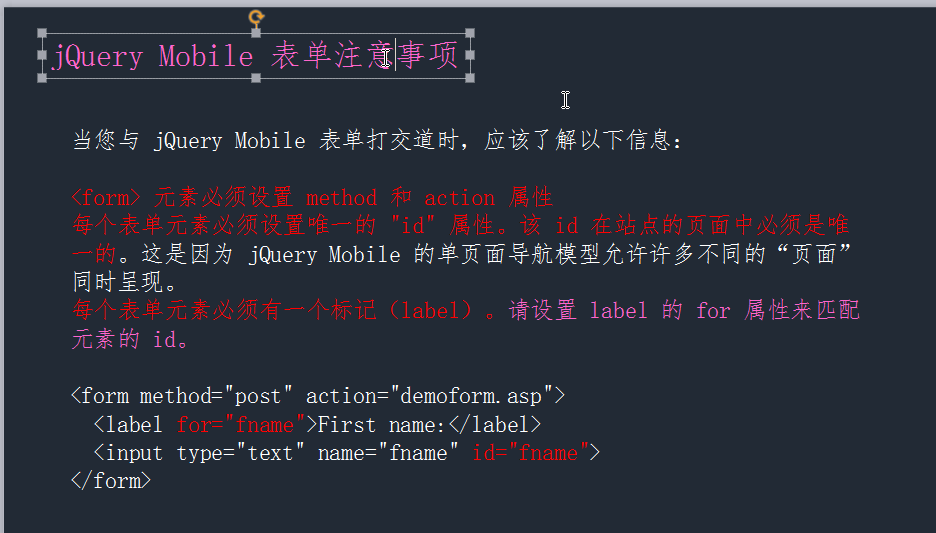 jQuery Mobile 表单注意事项
当您与 jQuery Mobile 表单打交道时，应该了解以下信息：
<form> 元素必须设置 method 和 action 属性
每个表单元素必须设置唯一的 "id" 属性。该 id 在站点的页面中必须是唯
一的。这是因为 jQuery Mobile 的单页面导航模型允许许多不同的“页面”
同时呈现。
每个表单元素必须有一个标记（label）。请设置 label 的 for 属性来匹配
元素的 id。
<form method="post" action="demoform.asp">
  <label for="fname">First name:</label>
  <input type="text" name="fname" id="fname">
</form>